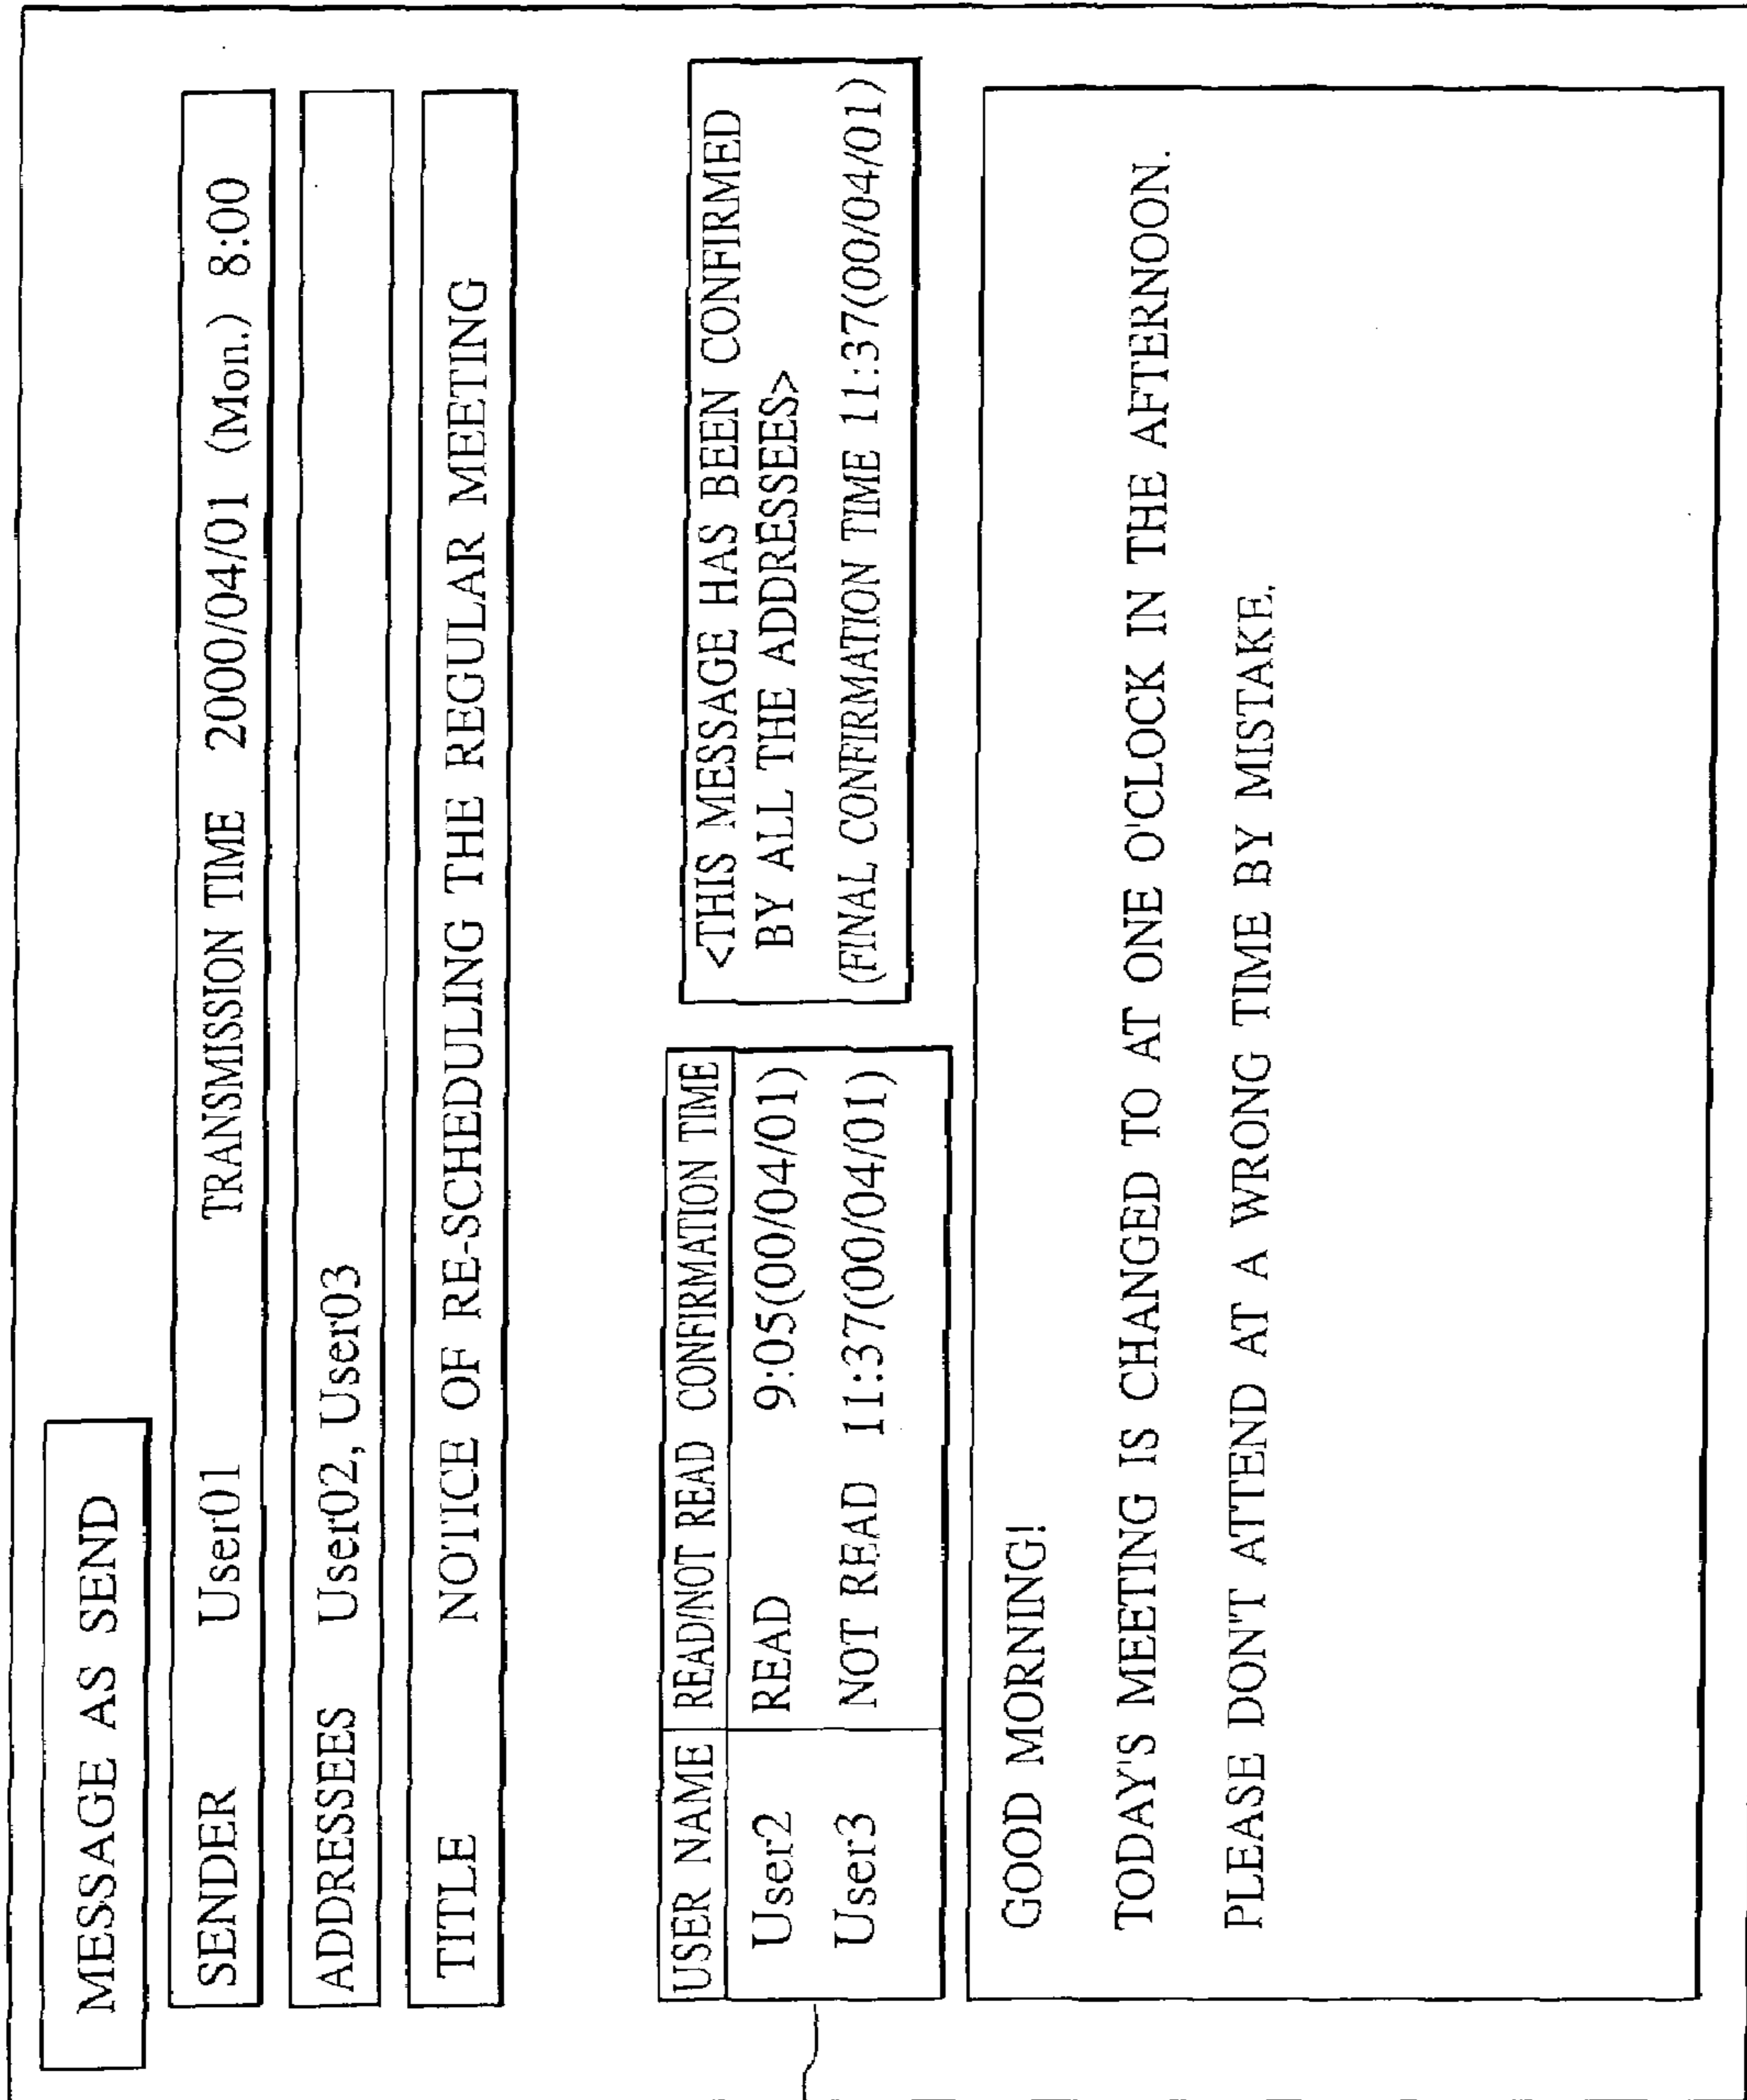 MESSAGE AS SEND
SENDER User01 TRANSMISSION TIME 2000/04/01 (Mon.) 8:00
ADDRESSEES User02, User03
TITLE NOTICE OF RE-SCHEDULING THE REGULAR MEETING
USER NAME READ/NOT READ CONFIRMATION TIME
User2 READ 9:05(00/04/01)
User3 NOT READ 11:37(00/04/01)
<THIS MESSAGE HAS BEEN CONFIRMED
BY ALL THE ADDRESSEES>
(FINAL CONFIRMATION TIME 11:37(00/04/01)
GOOD MORNING!
TODAY'S MEETING IS CHANGED TO AT ONE O'CLOCK IN THE AFTERNOON.
PLEASE DON'T ATTEND AT A WRONG TIME BY MISTAKE.